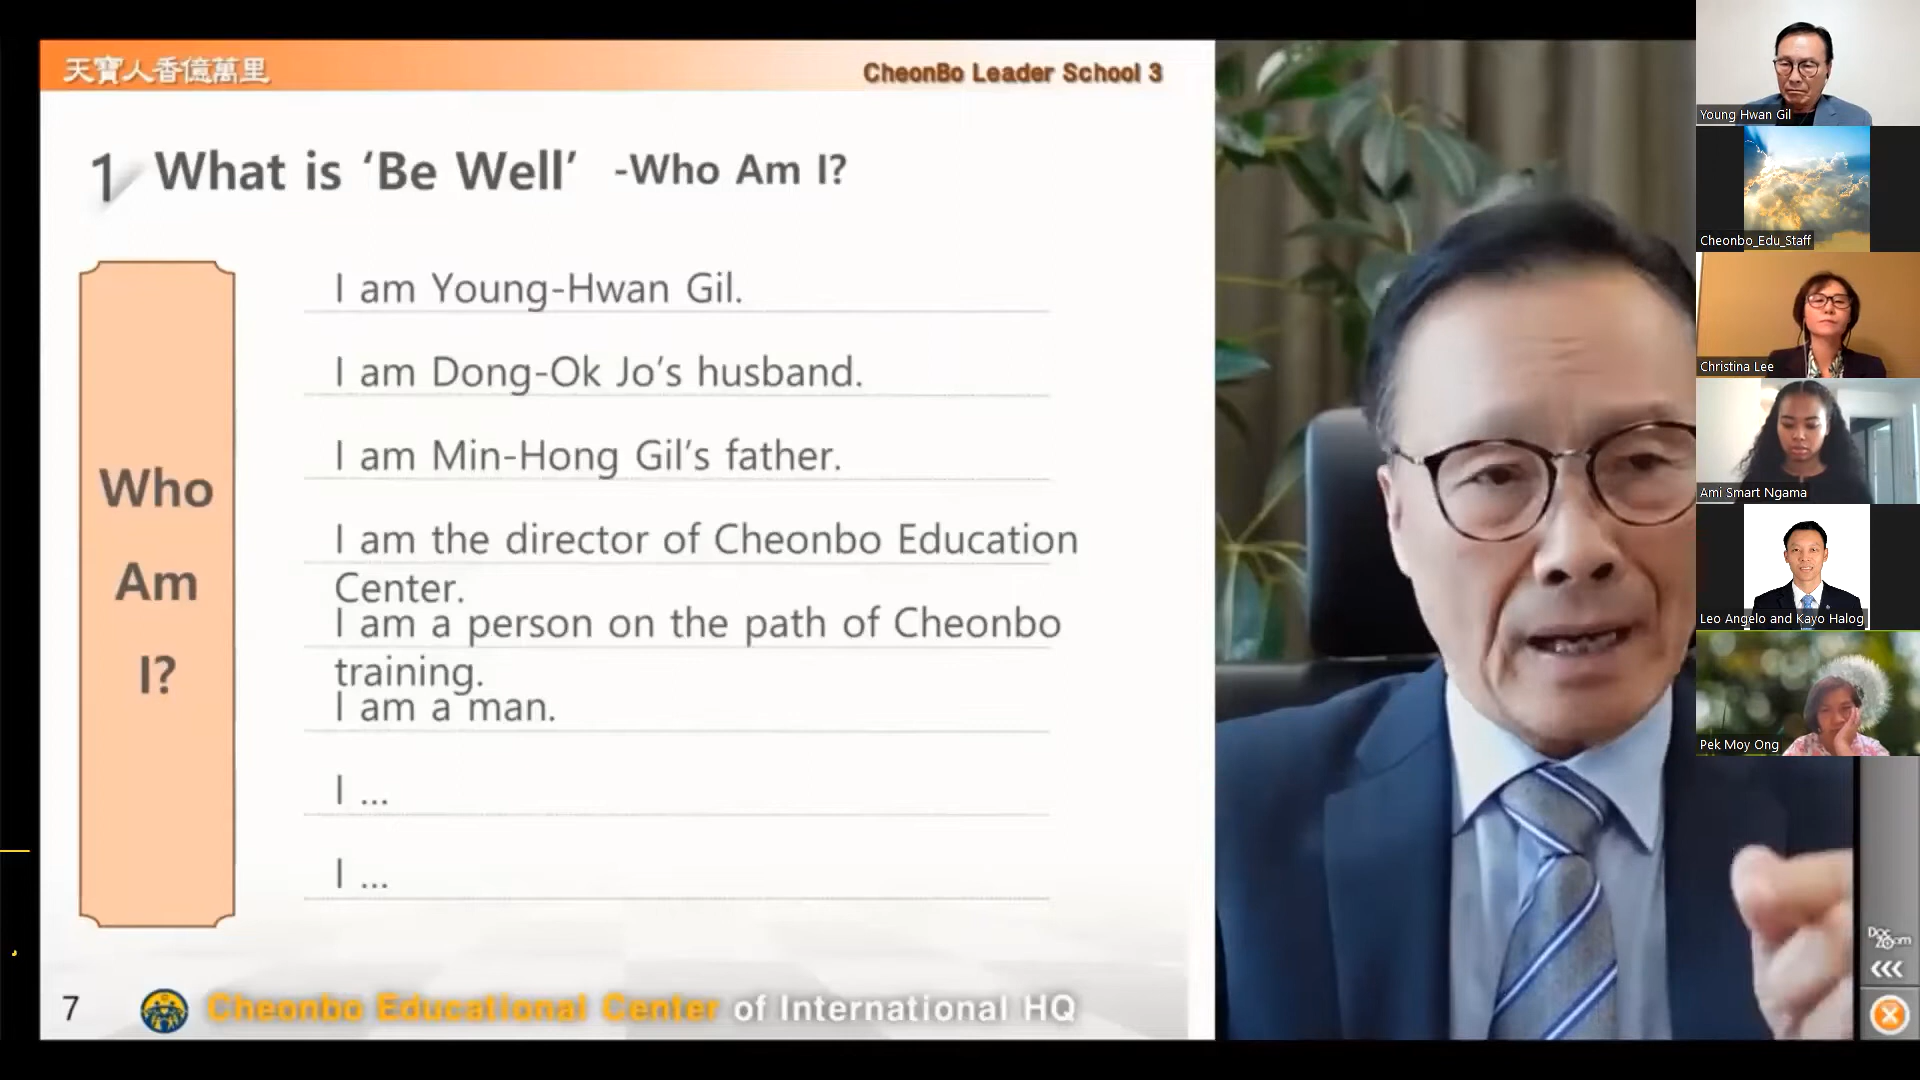 天寶人香億萬里
CheonBo Leader School 3
1 What is ‘Be Well’ -Who Am I?
Who
Am
I?
I am Young-Hwan Gil.
I am Dong-Ok Jo’s husband.
I am Min-Hong Gil’s father.
I am the director of Cheonbo Education
Center.
I am a person on the path of Cheonbo
training.
I am a man.
I ...
I ...
7
Cheonbo Educational Center of International HQ
Young Hwan Gil
Cheonbo_Edu_Staff
Christina Lee
Ami Smart Ngama
Leo Angelo and Kayo Halog
Pek Moy Ong
Doc
Zoom